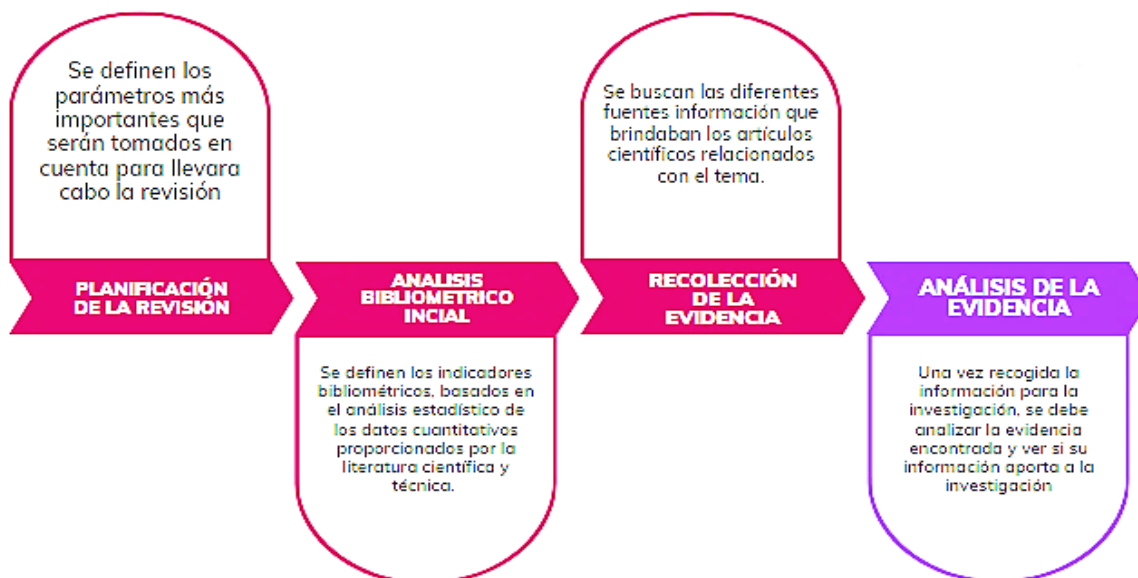 Se definen los
parámetros más
importantes que
serán tomados en
cuenta para llevara
cabo la revisión
PLANIFICACIÓN
DE LA REVISIÓN
ANALISIS
BIBLIOMETRICO
INCIAL
Se definen los indicadores
bibliométricos, basados en
el análisis estadístico de
los datos cuantitativos
proporcionados por la
literatura científica y
técnica.
Se buscan las diferentes
fuentes información que
brindaban los artículos
científicos relacionados
con el tema.
RECOLECCIÓN
DE LA
EVIDENCIA
ANÁLISIS DE LA
EVIDENCIA
Una vez recogida la
información para la
investigación, se debe
analizar la evidencia
encontrada y ver si su
información aporta a la
investigación